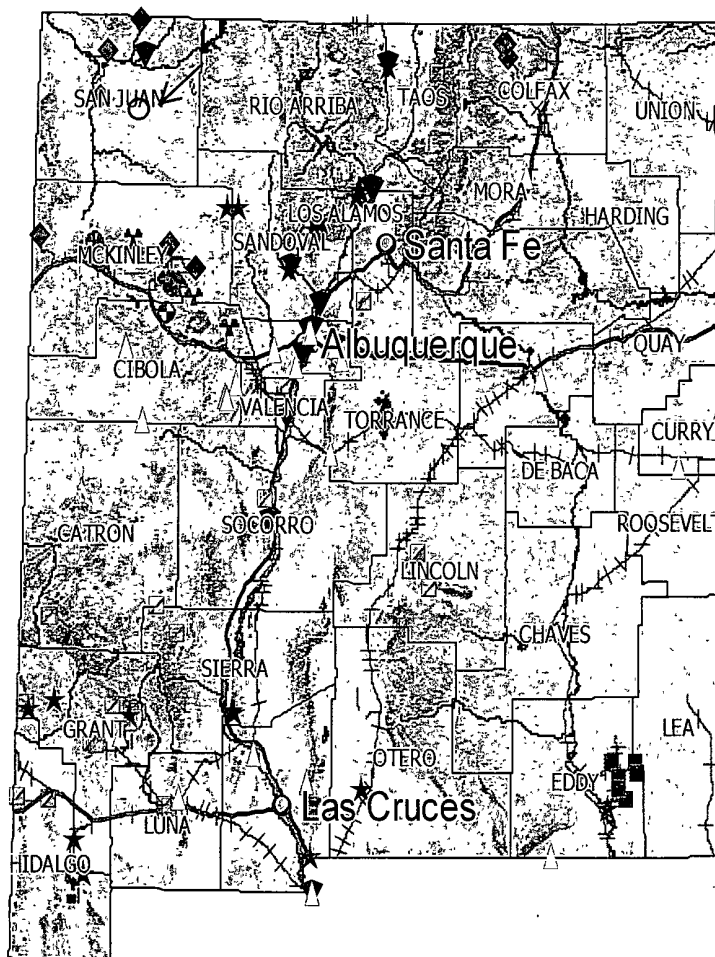 SAN JUAN
RIO ARRIBA
TAOS
COLFAX
UNION
MORA
LOS ALAMOS
HARDING
MCKINLEY
SANDOVAL
Santa Fe
Albuquerque
QUAY
CIBOLA
VALENCIA
TORRANCE
CURRY
DE BACA
CATRON
SOCORRO
ROOSEVELT
LINCOLN
CHAVES
SIERRA
GRANT
LEA
OTERO
EDDY
Las Cruces
LUNA
HIDALGO